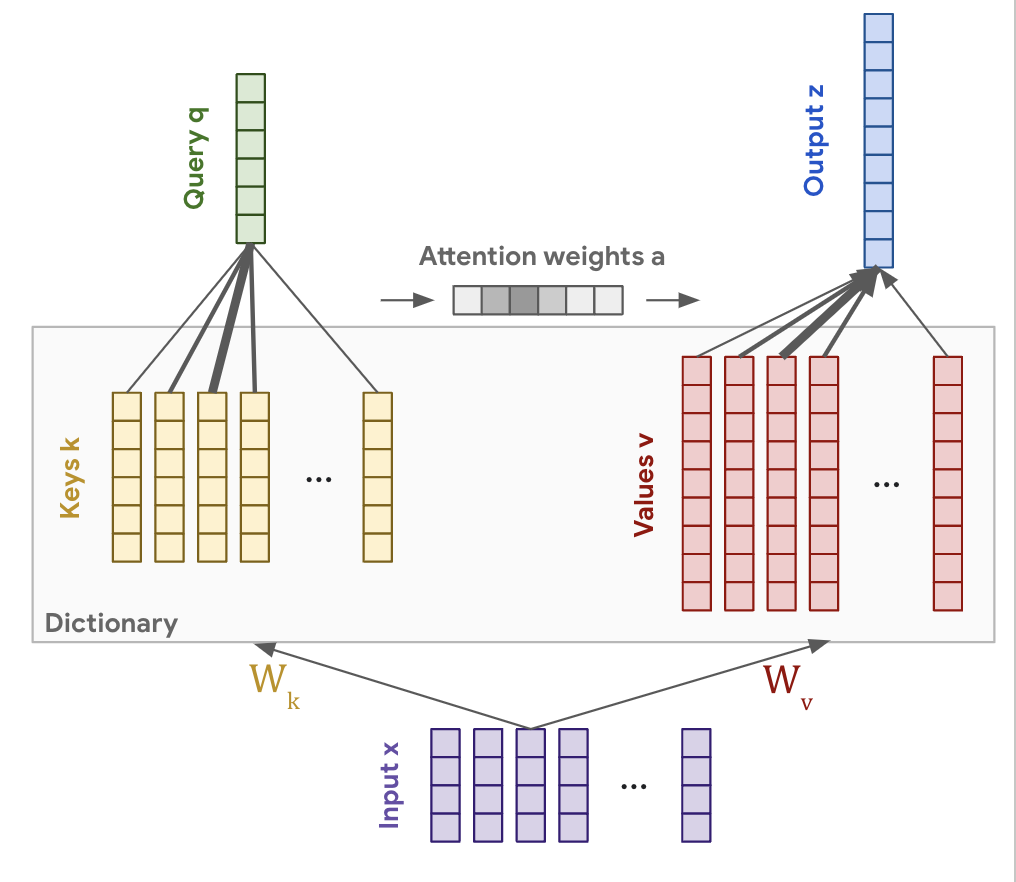 Query q
Output z
Attention weights a
Keys k
...
Values v
...
Dictionary
W_k
W_v
Input x
...